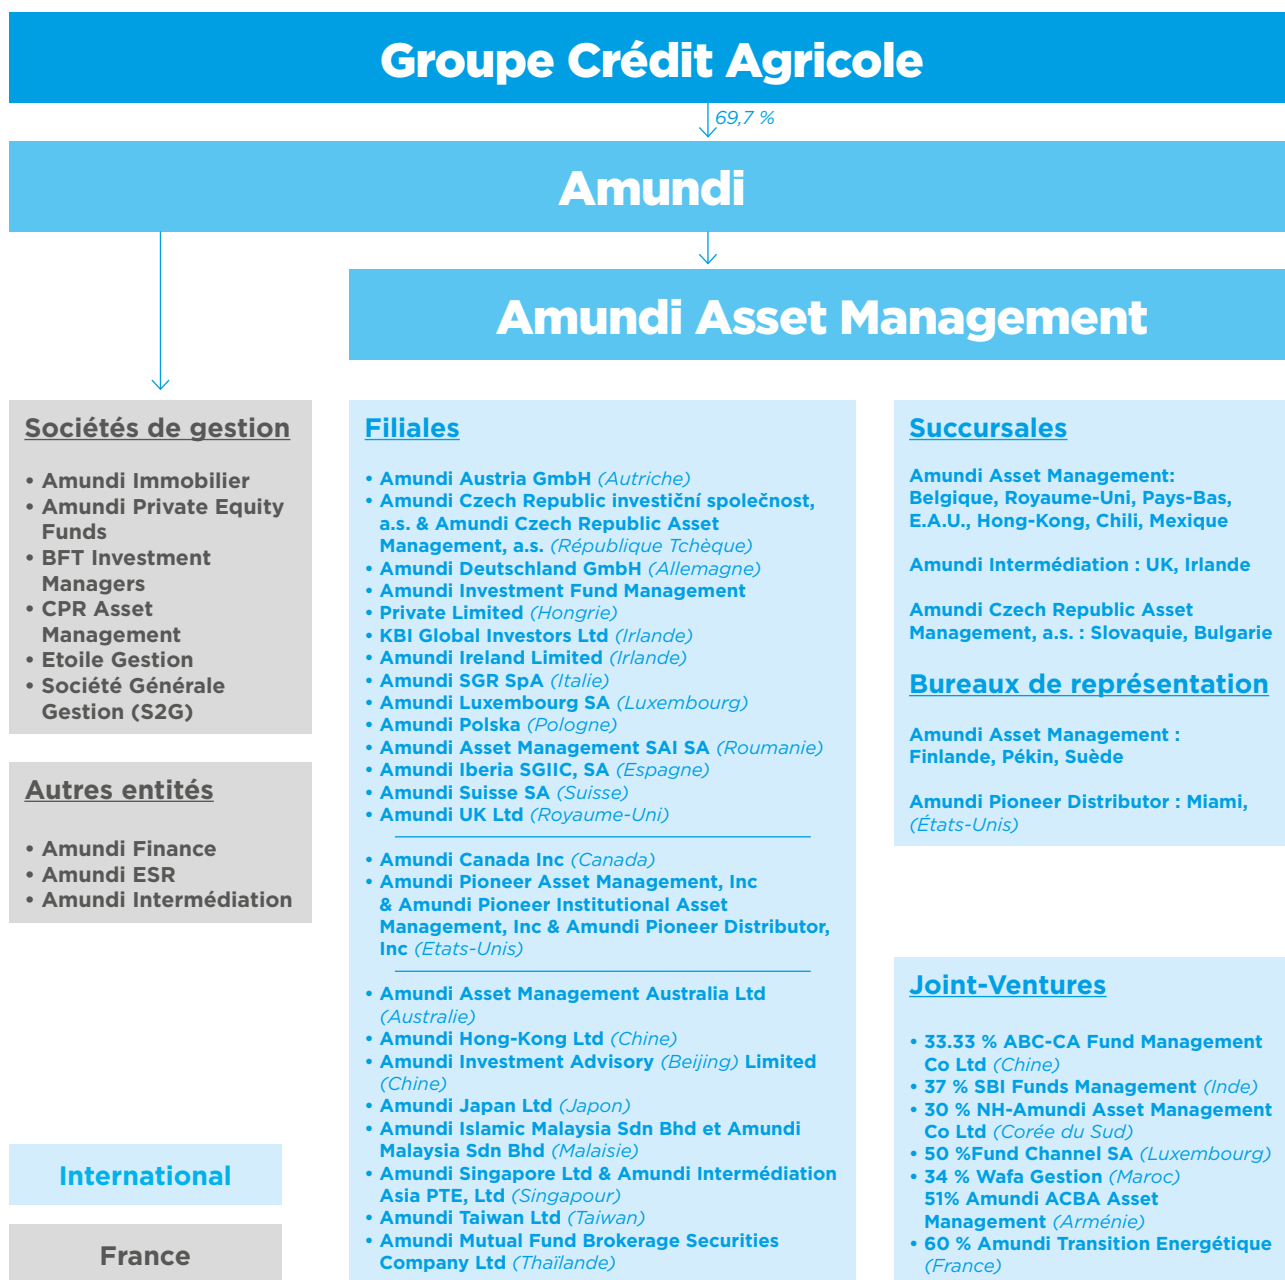 Groupe Crédit Agricole
69,7 %
Amundi
Amundi Asset Management
Sociétés de gestion
• Amundi Immobilier
• Amundi Private Equity
Funds
• BFT Investment
Managers
• CPR Asset
Management
• Etoile Gestion
• Société Générale
Gestion (S2G)
Autres entités
• Amundi Finance
• Amundi ESR
• Amundi Intermédiation
International
France
Filiales
• Amundi Austria GmbH (Autriche)
• Amundi Czech Republic investiční společnost,
a.s. & Amundi Czech Republic Asset
Management, a.s. (République Tchèque)
• Amundi Deutschland GmbH (Allemagne)
• Amundi Investment Fund Management
• Private Limited (Hongrie)
• KBI Global Investors Ltd (Irlande)
• Amundi Ireland Limited (Irlande)
• Amundi SGR SpA (Italie)
• Amundi Luxembourg SA (Luxembourg)
• Amundi Polska (Pologne)
• Amundi Asset Management SAI SA (Roumanie)
• Amundi Iberia SGIIC, SA (Espagne)
• Amundi Suisse SA (Suisse)
• Amundi UK Ltd (Royaume-Uni)
• Amundi Canada Inc (Canada)
• Amundi Pioneer Asset Management, Inc
& Amundi Pioneer Institutional Asset
Management, Inc & Amundi Pioneer Distributor,
Inc (Etats-Unis)
• Amundi Asset Management Australia Ltd
(Australie)
• Amundi Hong-Kong Ltd (Chine)
• Amundi Investment Advisory (Beijing) Limited
(Chine)
• Amundi Japan Ltd (Japon)
• Amundi Islamic Malaysia Sdn Bhd et Amundi
Malaysia Sdn Bhd (Malaisie)
• Amundi Singapore Ltd & Amundi Intermédiation
Asia PTE, Ltd (Singapour)
• Amundi Taiwan Ltd (Taiwan)
• Amundi Mutual Fund Brokerage Securities
Company Ltd (Thaïlande)
Succursales
Amundi Asset Management:
Belgique, Royaume-Uni, Pays-Bas,
E.A.U., Hong-Kong, Chili, Mexique
Amundi Intermédiation : UK, Irlande
Amundi Czech Republic Asset
Management, a.s. : Slovaquie, Bulgarie
Bureaux de représentation
Amundi Asset Management :
Finlande, Pékin, Suède
Amundi Pioneer Distributor : Miami,
(États-Unis)
Joint-Ventures
• 33.33 % ABC-CA Fund Management
Co Ltd (Chine)
• 37 % SBI Funds Management (Inde)
• 30 % NH-Amundi Asset Management
Co Ltd (Corée du Sud)
• 50 %Fund Channel SA (Luxembourg)
• 34 % Wafa Gestion (Maroc)
51% Amundi ACBA Asset
Management (Arménie)
• 60 % Amundi Transition Energétique
(France)